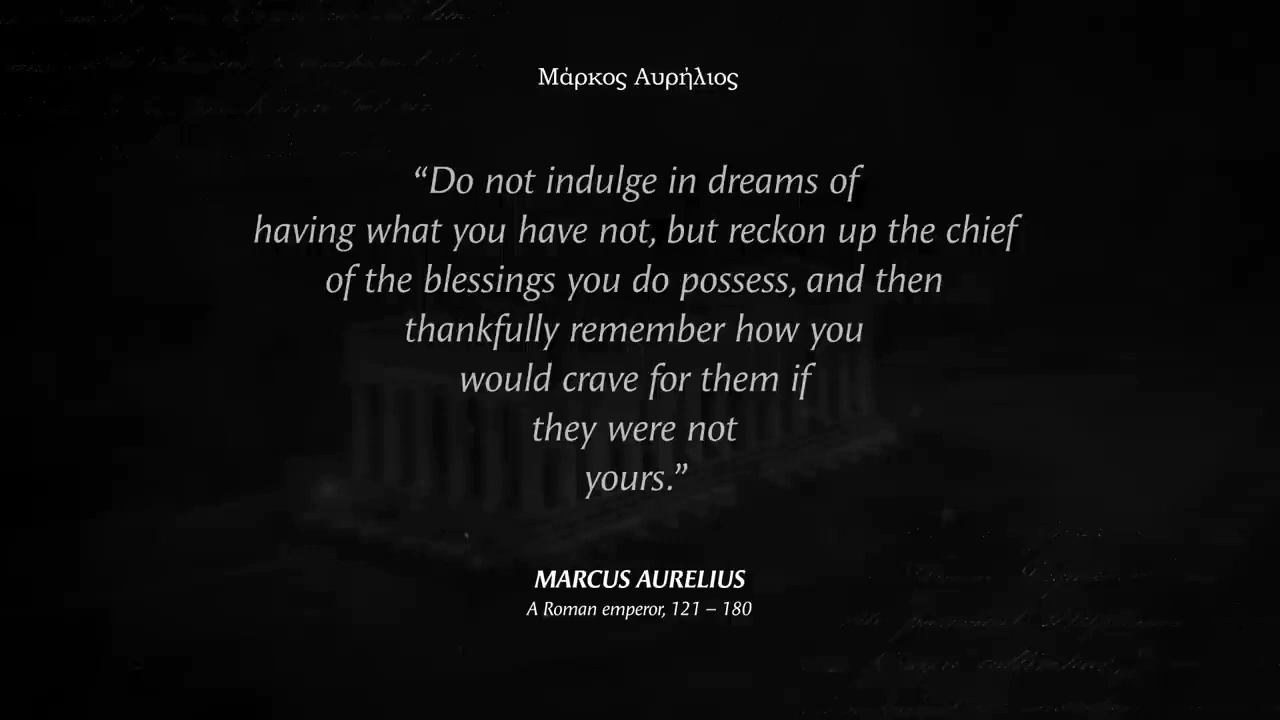 Μάρκος Αυρήλιος
“Do not indulge in dreams of
having what you have not, but reckon up the chief
of the blessings you do possess, and then
thankfully remember how you
would crave for them if
they were not
yours.”
MARCUS AURELIUS
A Roman emperor, 121 – 180